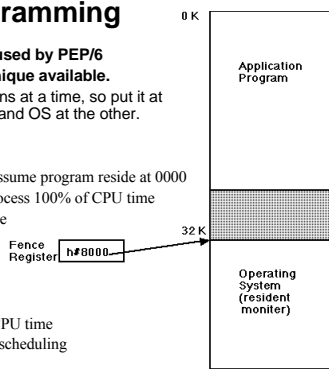 ramming
used by PEP/6
nique available.
ns at a time, so put it at
and OS at the other.
ssume program reside at 0000
ocess 100% of CPU time
e
Fence
Register
h#8000
PU time
scheduling
0 K
Application
Program
32 K
Operating
System
(resident
moniter)